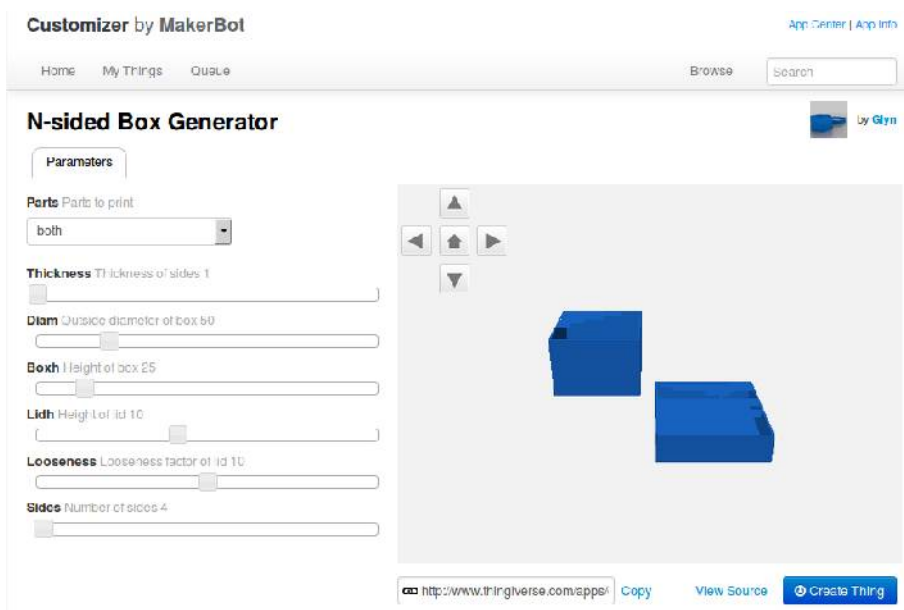 Customizer by MakerBot
App Center | App Info
Home My Things Queue Browse Search
N-sided Box Generator
by Glyn
Parameters
Parts Parts to print
both
Thickness Thickness of sides 1
Diam Outside diameter of box 50
Boxh Height of box 25
Lidh Height of lid 10
Looseness Looseness factor of lid 10
Sides Number of sides 4
http://www.thingiverse.com/apps/ Copy View Source Create Thing